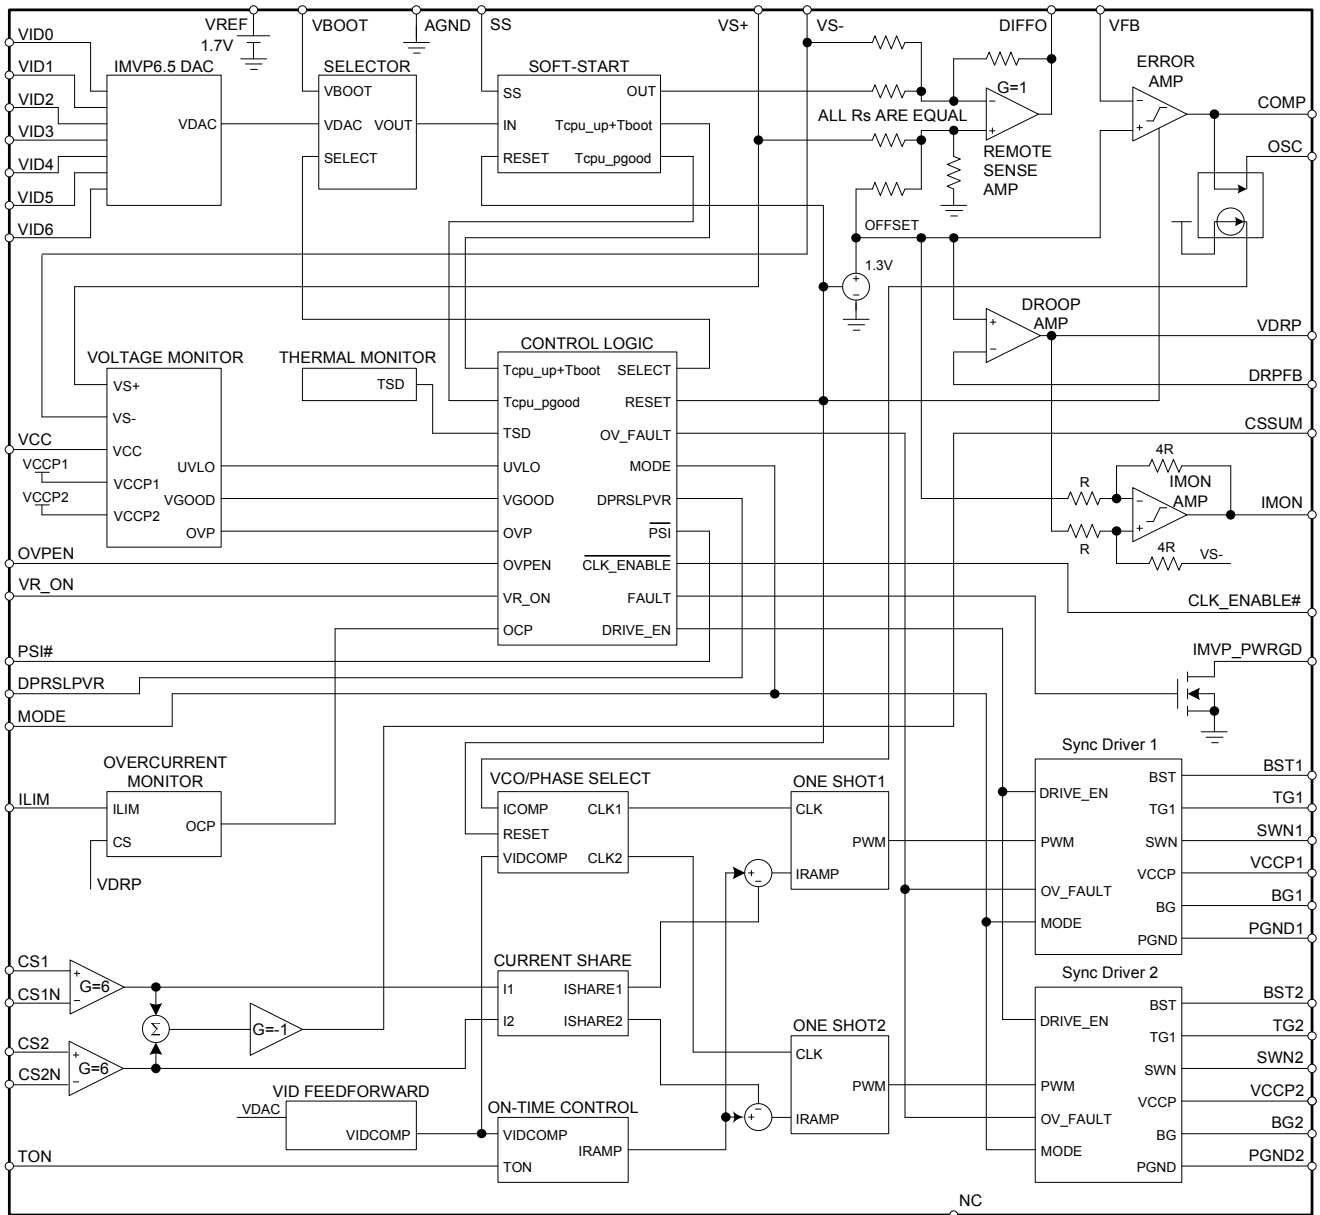 VREF
VBOOT
AGND
SS
VS+
VS-
DIFFO
VFB
1.7V
VID0
VID1
VID2
VID3
VID4
VID5
VID6
IMVP6.5 DAC
VDAC
SELECTOR
VBOOT
VDAC
VOUT
SELECT
SOFT-START
SS
OUT
IN
Tcpu_up+Tboot
RESET
Tcpu_pgood
G=1
−
+
ALL Rs ARE EQUAL
REMOTE
SENSE
AMP
ERROR
AMP
−
+
COMP
OSC
OFFSET
1.3V
+
−
DROOP
AMP
+
−
VDRP
DRPFB
CSSUM
VOLTAGE MONITOR
VS+
VS-
VCC
VCCP1
VCCP2
UVLO
VGOOD
OVP
VCC
VCCP1
VCCP2
THERMAL MONITOR
TSD
CONTROL LOGIC
Tcpu_up+Tboot
SELECT
Tcpu_pgood
RESET
TSD
OV_FAULT
UVLO
MODE
VGOOD
DPRSLPVR
OVP
PSI
OVPEN
CLK_ENABLE
VR_ON
FAULT
OCP
DRIVE_EN
4R
R
IMON
AMP
−
+
R
4R
VS-
IMON
OVPEN
VR_ON
PSI#
DPRSLPVR
MODE
CLK_ENABLE#
IMVP_PWRGD
OVERCURRENT
MONITOR
ILIM
ILIM
OCP
CS
VDRP
VCO/PHASE SELECT
ICOMP
CLK1
RESET
VIDCOMP
CLK2
ONE SHOT1
CLK
PWM
IRAMP
+
−
Sync Driver 1
DRIVE_EN
PWM
OV_FAULT
MODE
BST
TG1
SWN
VCCP
BG
PGND
BST1
TG1
SWN1
VCCP1
BG1
PGND1
CS1
CS1N
+
−
G=6
CS2
CS2N
+
−
G=6
Σ
G=-1
CURRENT SHARE
I1
ISHARE1
I2
ISHARE2
ONE SHOT2
CLK
PWM
IRAMP
+
−
Sync Driver 2
DRIVE_EN
PWM
OV_FAULT
MODE
BST
TG1
SWN
VCCP
BG
PGND
BST2
TG2
SWN2
VCCP2
BG2
PGND2
VID FEEDFORWARD
VDAC
VIDCOMP
ON-TIME CONTROL
VIDCOMP
IRAMP
TON
TON
NC